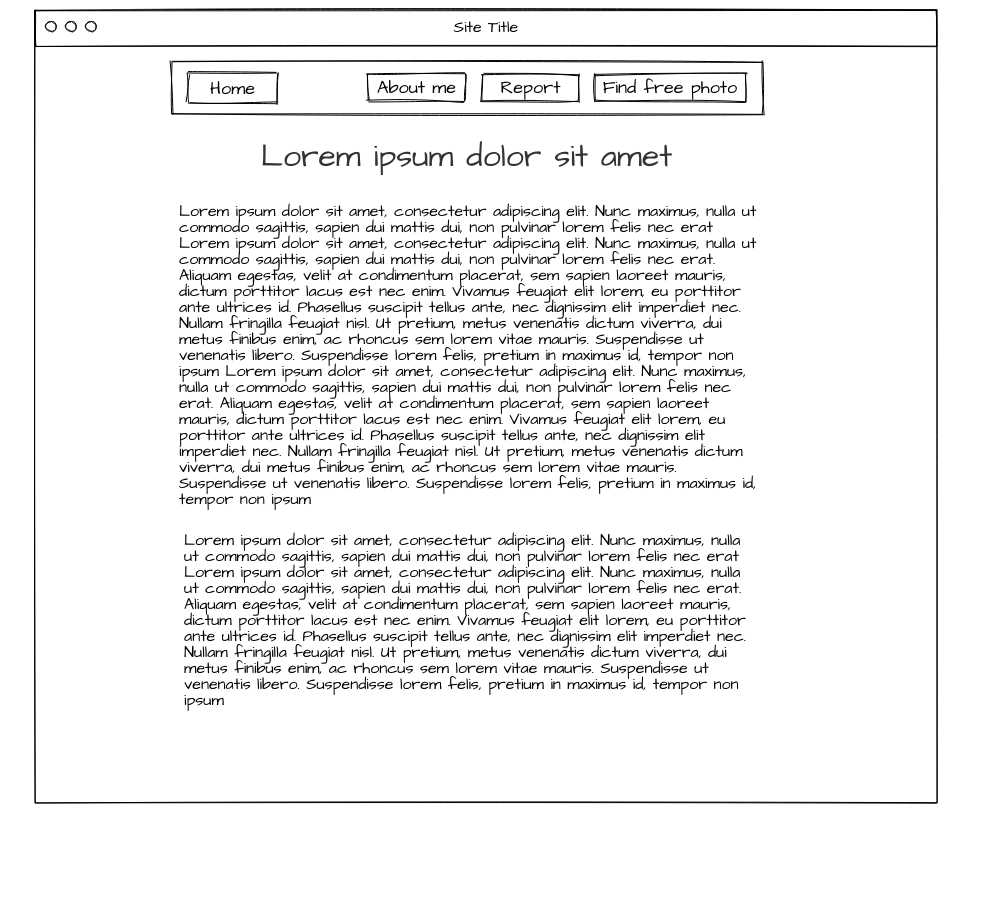 Site Title
Home About me Report Find free photo
Lorem ipsum dolor sit amet
Lorem ipsum dolor sit amet, consectetur adipiscing elit. Nunc maximus, nulla ut
commodo sagittis, sapien dui mattis dui, non pulvinar lorem felis nec erat
Lorem ipsum dolor sit amet, consectetur adipiscing elit. Nunc maximus, nulla ut
commodo sagittis, sapien dui mattis dui, non pulvinar lorem felis nec erat.
Aliquam egestas, velit at condimentum placerat, sem sapien laoreet mauris,
dictum porttitor lacus est nec enim. Vivamus feugiat elit lorem, eu porttitor
ante ultrices id. Phasellus suscipit tellus ante, nec dignissim elit imperdiet nec.
Nullam fringilla feugiat nisl. Ut pretium, metus venenatis dictum viverra, dui
metus finibus enim, ac rhoncus sem lorem vitae mauris. Suspendisse ut
venenatis libero. Suspendisse lorem felis, pretium in maximus id, tempor non
ipsum Lorem ipsum dolor sit amet, consectetur adipiscing elit. Nunc maximus,
nulla ut commodo sagittis, sapien dui mattis dui, non pulvinar lorem felis nec
erat. Aliquam egestas, velit at condimentum placerat, sem sapien laoreet
mauris, dictum porttitor lacus est nec enim. Vivamus feugiat elit lorem, eu
porttitor ante ultrices id. Phasellus suscipit tellus ante, nec dignissim elit
imperdiet nec. Nullam fringilla feugiat nisl. Ut pretium, metus venenatis dictum
viverra, dui metus finibus enim, ac rhoncus sem lorem vitae mauris.
Suspendisse ut venenatis libero. Suspendisse lorem felis, pretium in maximus id,
tempor non ipsum
Lorem ipsum dolor sit amet, consectetur adipiscing elit. Nunc maximus, nulla
ut commodo sagittis, sapien dui mattis dui, non pulvinar lorem felis nec erat
Lorem ipsum dolor sit amet, consectetur adipiscing elit. Nunc maximus, nulla
ut commodo sagittis, sapien dui mattis dui, non pulvinar lorem felis nec erat.
Aliquam egestas, velit at condimentum placerat, sem sapien laoreet mauris,
dictum porttitor lacus est nec enim. Vivamus feugiat elit lorem, eu porttitor
ante ultrices id. Phasellus suscipit tellus ante, nec dignissim elit imperdiet nec.
Nullam fringilla feugiat nisl. Ut pretium, metus venenatis dictum viverra, dui
metus finibus enim, ac rhoncus sem lorem vitae mauris. Suspendisse ut
venenatis libero. Suspendisse lorem felis, pretium in maximus id, tempor non
ipsum